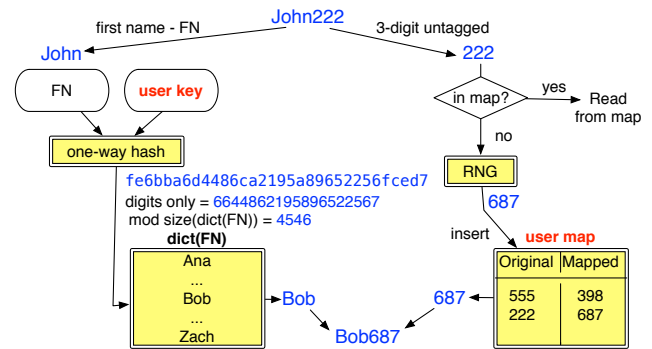 John222
first name - FN
3-digit untagged
John
222
FN
user key
in map?
yes
Read
from map
no
one-way hash
RNG
fe6bba6d4486ca2195a89652256fced7
digits only = 6644862195896522567
mod size(dict(FN)) = 4546
687
insert
dict(FN)
user map
Ana
...
Bob
...
Zach
Original Mapped
555 398
222 687
Bob
687
Bob687